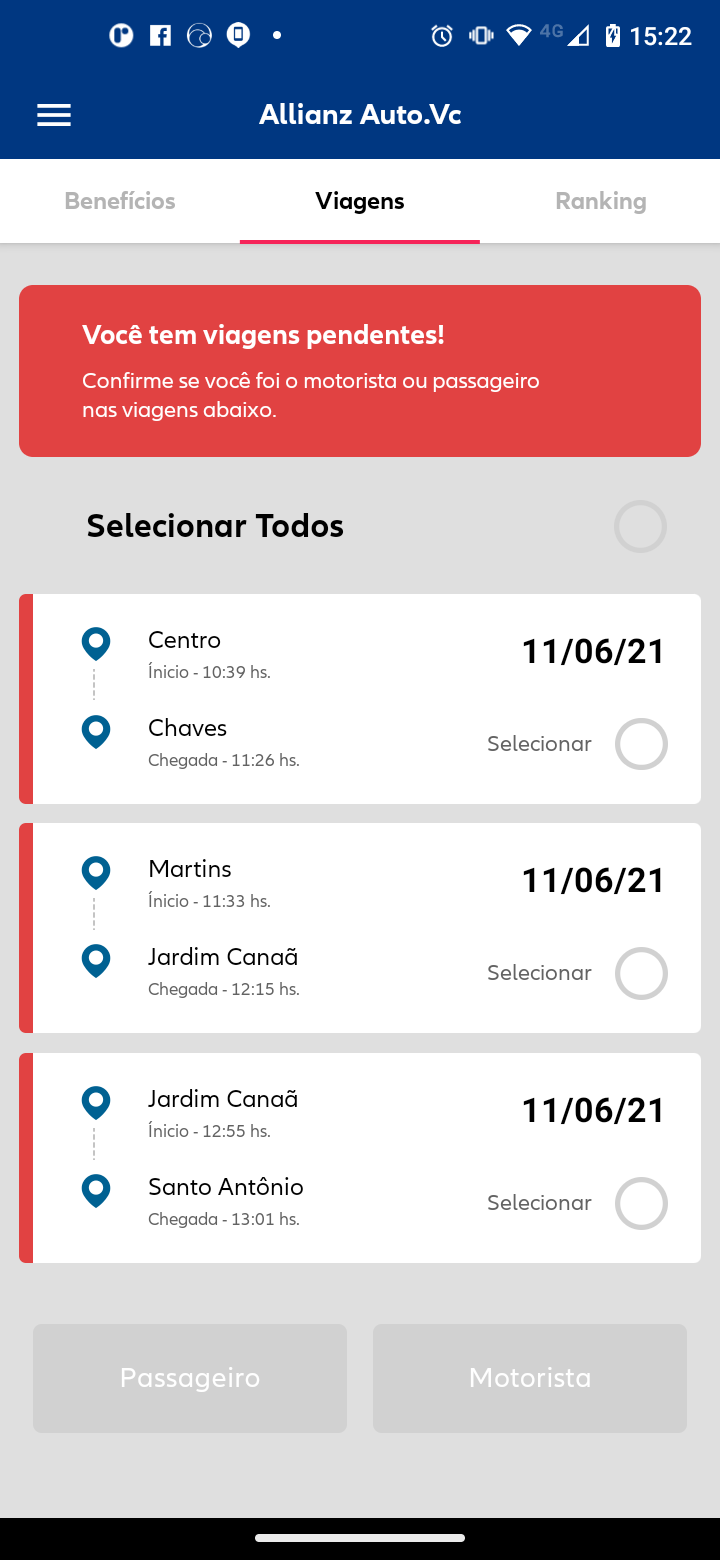 4G 15:22
Allianz Auto.Vc
Benefícios Viagens Ranking
Você tem viagens pendentes!
Confirme se você foi o motorista ou passageiro
nas viagens abaixo.
Selecionar Todos
Centro 11/06/21
Ínicio - 10:39 hs.
Chaves Selecionar
Chegada - 11:26 hs.
Martins 11/06/21
Ínicio - 11:33 hs.
Jardim Canaã Selecionar
Chegada - 12:15 hs.
Jardim Canaã 11/06/21
Ínicio - 12:55 hs.
Santo Antônio Selecionar
Chegada - 13:01 hs.
Passageiro Motorista